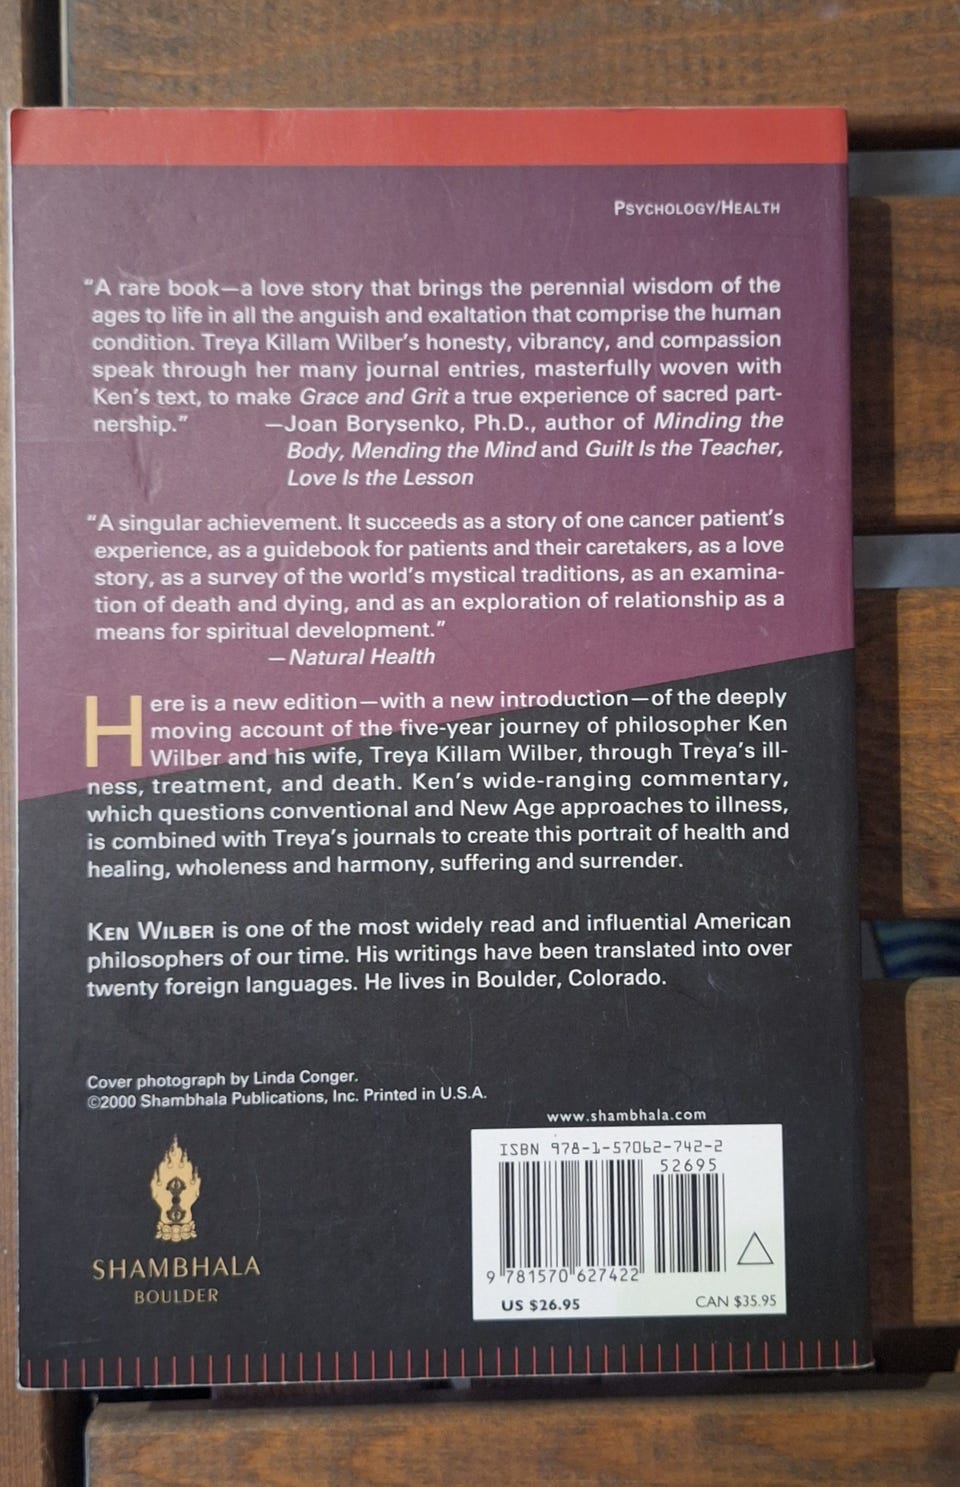 PSYCHOLOGY/HEALTH
“A rare book—a love story that brings the perennial wisdom of the
ages to life in all the anguish and exaltation that comprise the human
condition. Treya Killam Wilber’s honesty, vibrancy, and compassion
speak through her many journal entries, masterfully woven with
Ken’s text, to make Grace and Grit a true experience of sacred part-
nership.” —Joan Borysenko, Ph.D., author of Minding the
Body, Mending the Mind and Guilt Is the Teacher,
Love Is the Lesson
“A singular achievement. It succeeds as a story of one cancer patient’s
experience, as a guidebook for patients and their caretakers, as a love
story, as a survey of the world’s mystical traditions, as an examina-
tion of death and dying, and as an exploration of relationship as a
means for spiritual development.”
—Natural Health
Here is a new edition—with a new introduction—of the deeply
moving account of the five-year journey of philosopher Ken
Wilber and his wife, Treya Killam Wilber, through Treya’s ill-
ness, treatment, and death. Ken’s wide-ranging commentary,
which questions conventional and New Age approaches to illness,
is combined with Treya’s journals to create this portrait of health and
healing, wholeness and harmony, suffering and surrender.
KEN WILBER is one of the most widely read and influential American
philosophers of our time. His writings have been translated into over
twenty foreign languages. He lives in Boulder, Colorado.
Cover photograph by Linda Conger.
©2000 Shambhala Publications, Inc. Printed in U.S.A.
www.shambhala.com
ISBN 978-1-57062-742-2
52695
9 781570 627422
US $26.95 CAN $35.95
SHAMBHALA
BOULDER